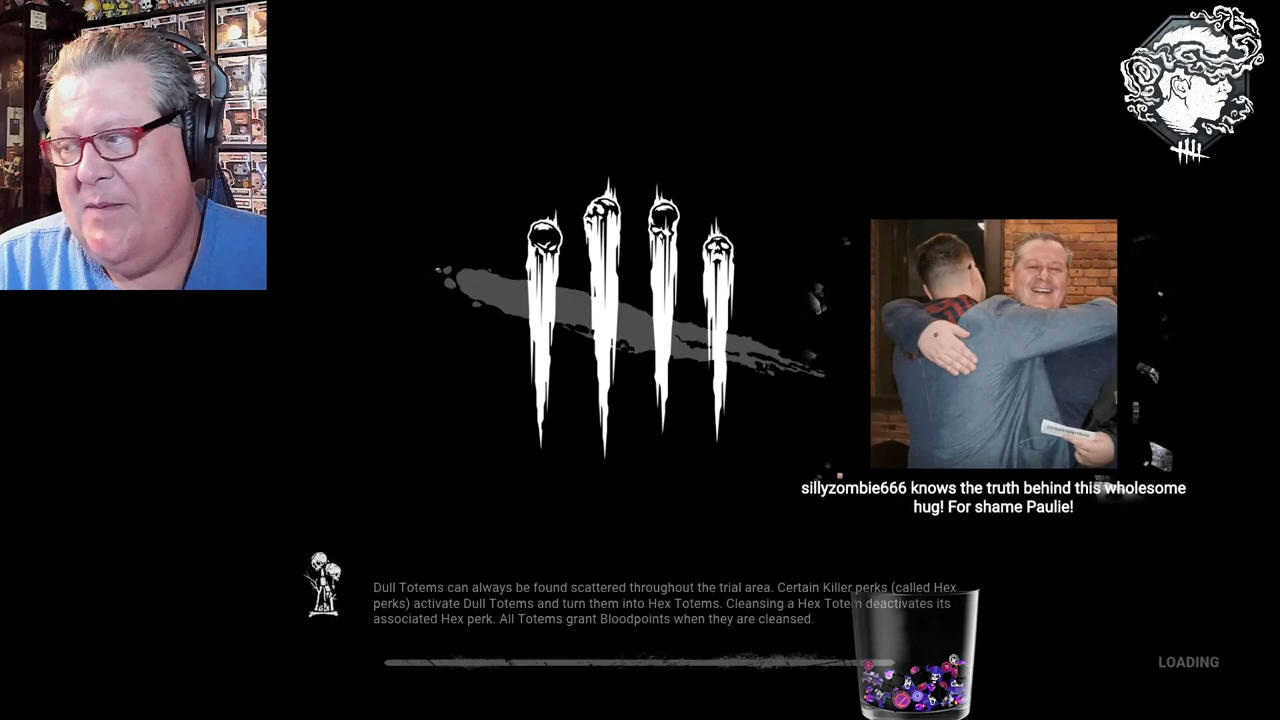 sillyzombie666 knows the truth behind this wholesome
hug! For shame Paulie!
Dull Totems can always be found scattered throughout the trial area. Certain Killer perks (called Hex
perks) activate Dull Totems and turn them into Hex Totems. Cleansing a Hex Totem deactivates its
associated Hex perk. All Totems grant Bloodpoints when they are cleansed.
LOADING